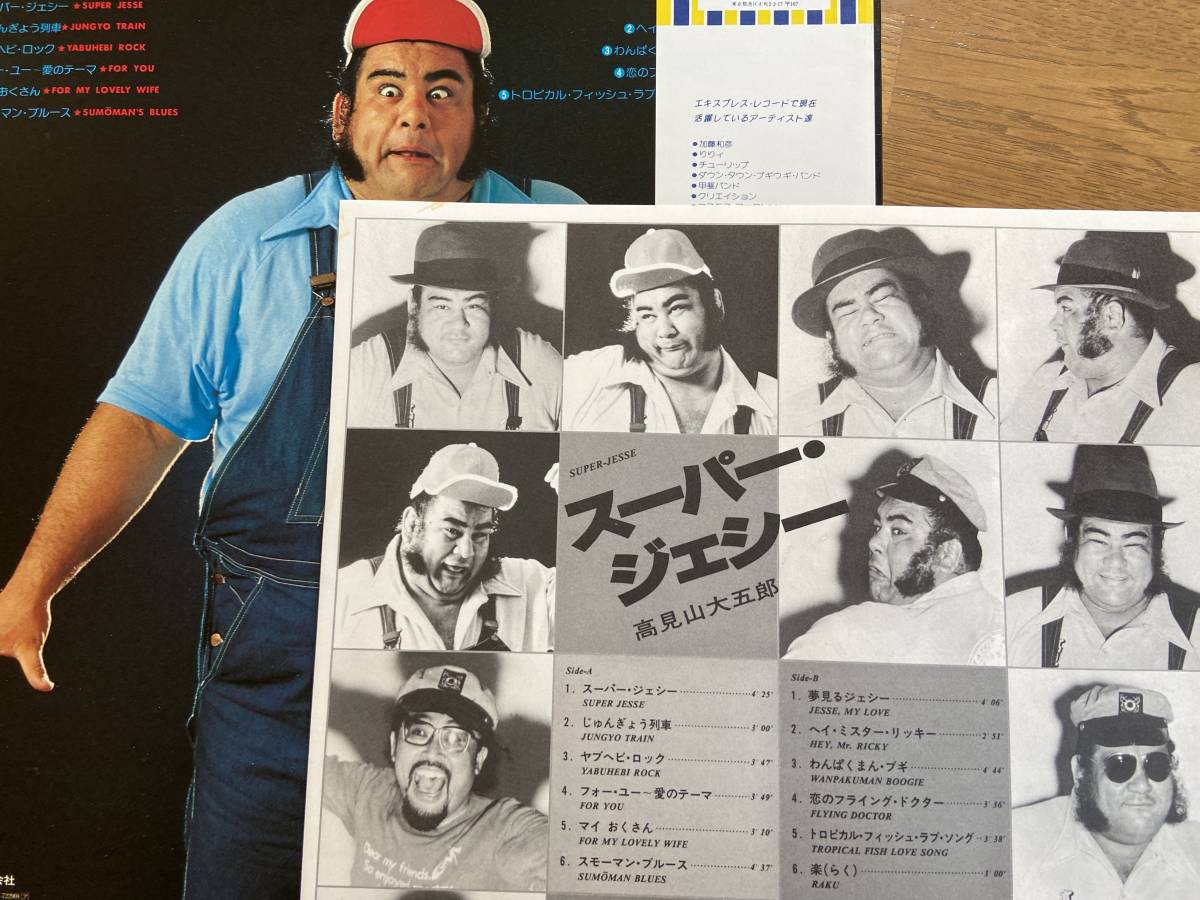 パー・ジェシー★SUPER JESSE
んぎょう列車★JUNGYO TRAIN
ヘビ・ロック★YABUHEBI ROCK
ー・ユー〜愛のテーマ★FOR YOU
おくさん★FOR MY LOVELY WIFE
マン・ブルース★SUMŌMAN'S BLUES
❷ヘイ
❸わんぱく
❹恋のフ
❺トロピカル・フィッシュ・ラブ
エキスプレス・レコードで現在
活躍しているアーティスト達
●加藤和彦
●りりィ
●チューリップ
●ダウン・タウン・ブギウギ・バンド
●甲斐バンド
●クリエイション
SUPER-JESSE
スーパー・
ジェシー
高見山大五郎
Side-A
1. スーパー・ジェシー…………………4′25″
SUPER JESSE
2. じゅんぎょう列車…………………3′00″
JUNGYO TRAIN
3. ヤブヘビ・ロック…………………3′47″
YABUHEBI ROCK
4. フォー・ユー〜愛のテーマ…………3′49″
FOR YOU
5. マイ おくさん…………………3′10″
FOR MY LOVELY WIFE
6. スモーマン・ブルース…………………4′37″
SUMŌMAN BLUES
Side-B
1. 夢見るジェシー…………………4′06″
JESSE, MY LOVE
2. ヘイ・ミスター・リッキー…………2′51″
HEY, Mr. RICKY
3. わんぱくまん・ブギ…………………4′44″
WANPAKUMAN BOOGIE
4. 恋のフライング・ドクター…………3′36″
FLYING DOCTOR
5. トロピカル・フィッシュ・ラブ・ソング…3′38″
TROPICAL FISH LOVE SONG
6. 楽(らく)…………………3′00″
RAKU
Dear my friends.
So enjoyed
会社